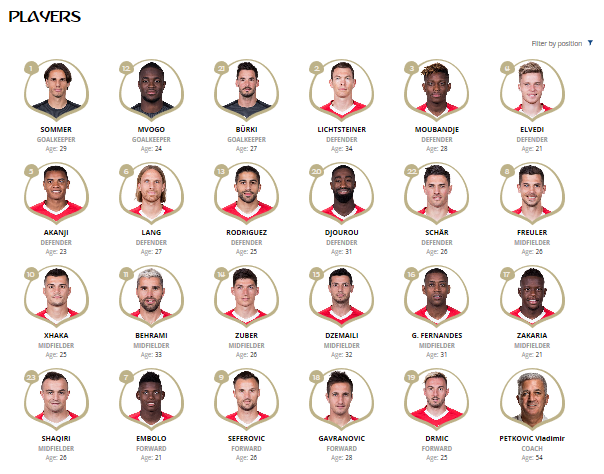 PLAYERS
Filter by position
1 12 21 2 3 4
SOMMER MVOGO BÜRKI LICHTSTEINER MOUBANDJE ELVEDI
GOALKEEPER GOALKEEPER GOALKEEPER DEFENDER DEFENDER DEFENDER
Age: 29 Age: 24 Age: 27 Age: 34 Age: 28 Age: 21
6 13 20 22 8
AKANJI LANG RODRIGUEZ DJOUROU SCHÄR FREULER
DEFENDER DEFENDER DEFENDER DEFENDER DEFENDER MIDFIELDER
Age: 23 Age: 27 Age: 25 Age: 31 Age: 26 Age: 26
10 11 14 15 16 17
XHAKA BEHRAMI ZUBER DZEMAILI G. FERNANDES ZAKARIA
MIDFIELDER MIDFIELDER MIDFIELDER MIDFIELDER MIDFIELDER MIDFIELDER
Age: 25 Age: 33 Age: 26 Age: 32 Age: 31 Age: 21
23 7 9 18 19
SHAQIRI EMBOLO SEFEROVIC GAVRANOVIC DRMIC PETKOVIC Vladimir
MIDFIELDER FORWARD FORWARD FORWARD FORWARD COACH
Age: 26 Age: 21 Age: 26 Age: 28 Age: 25 Age: 54